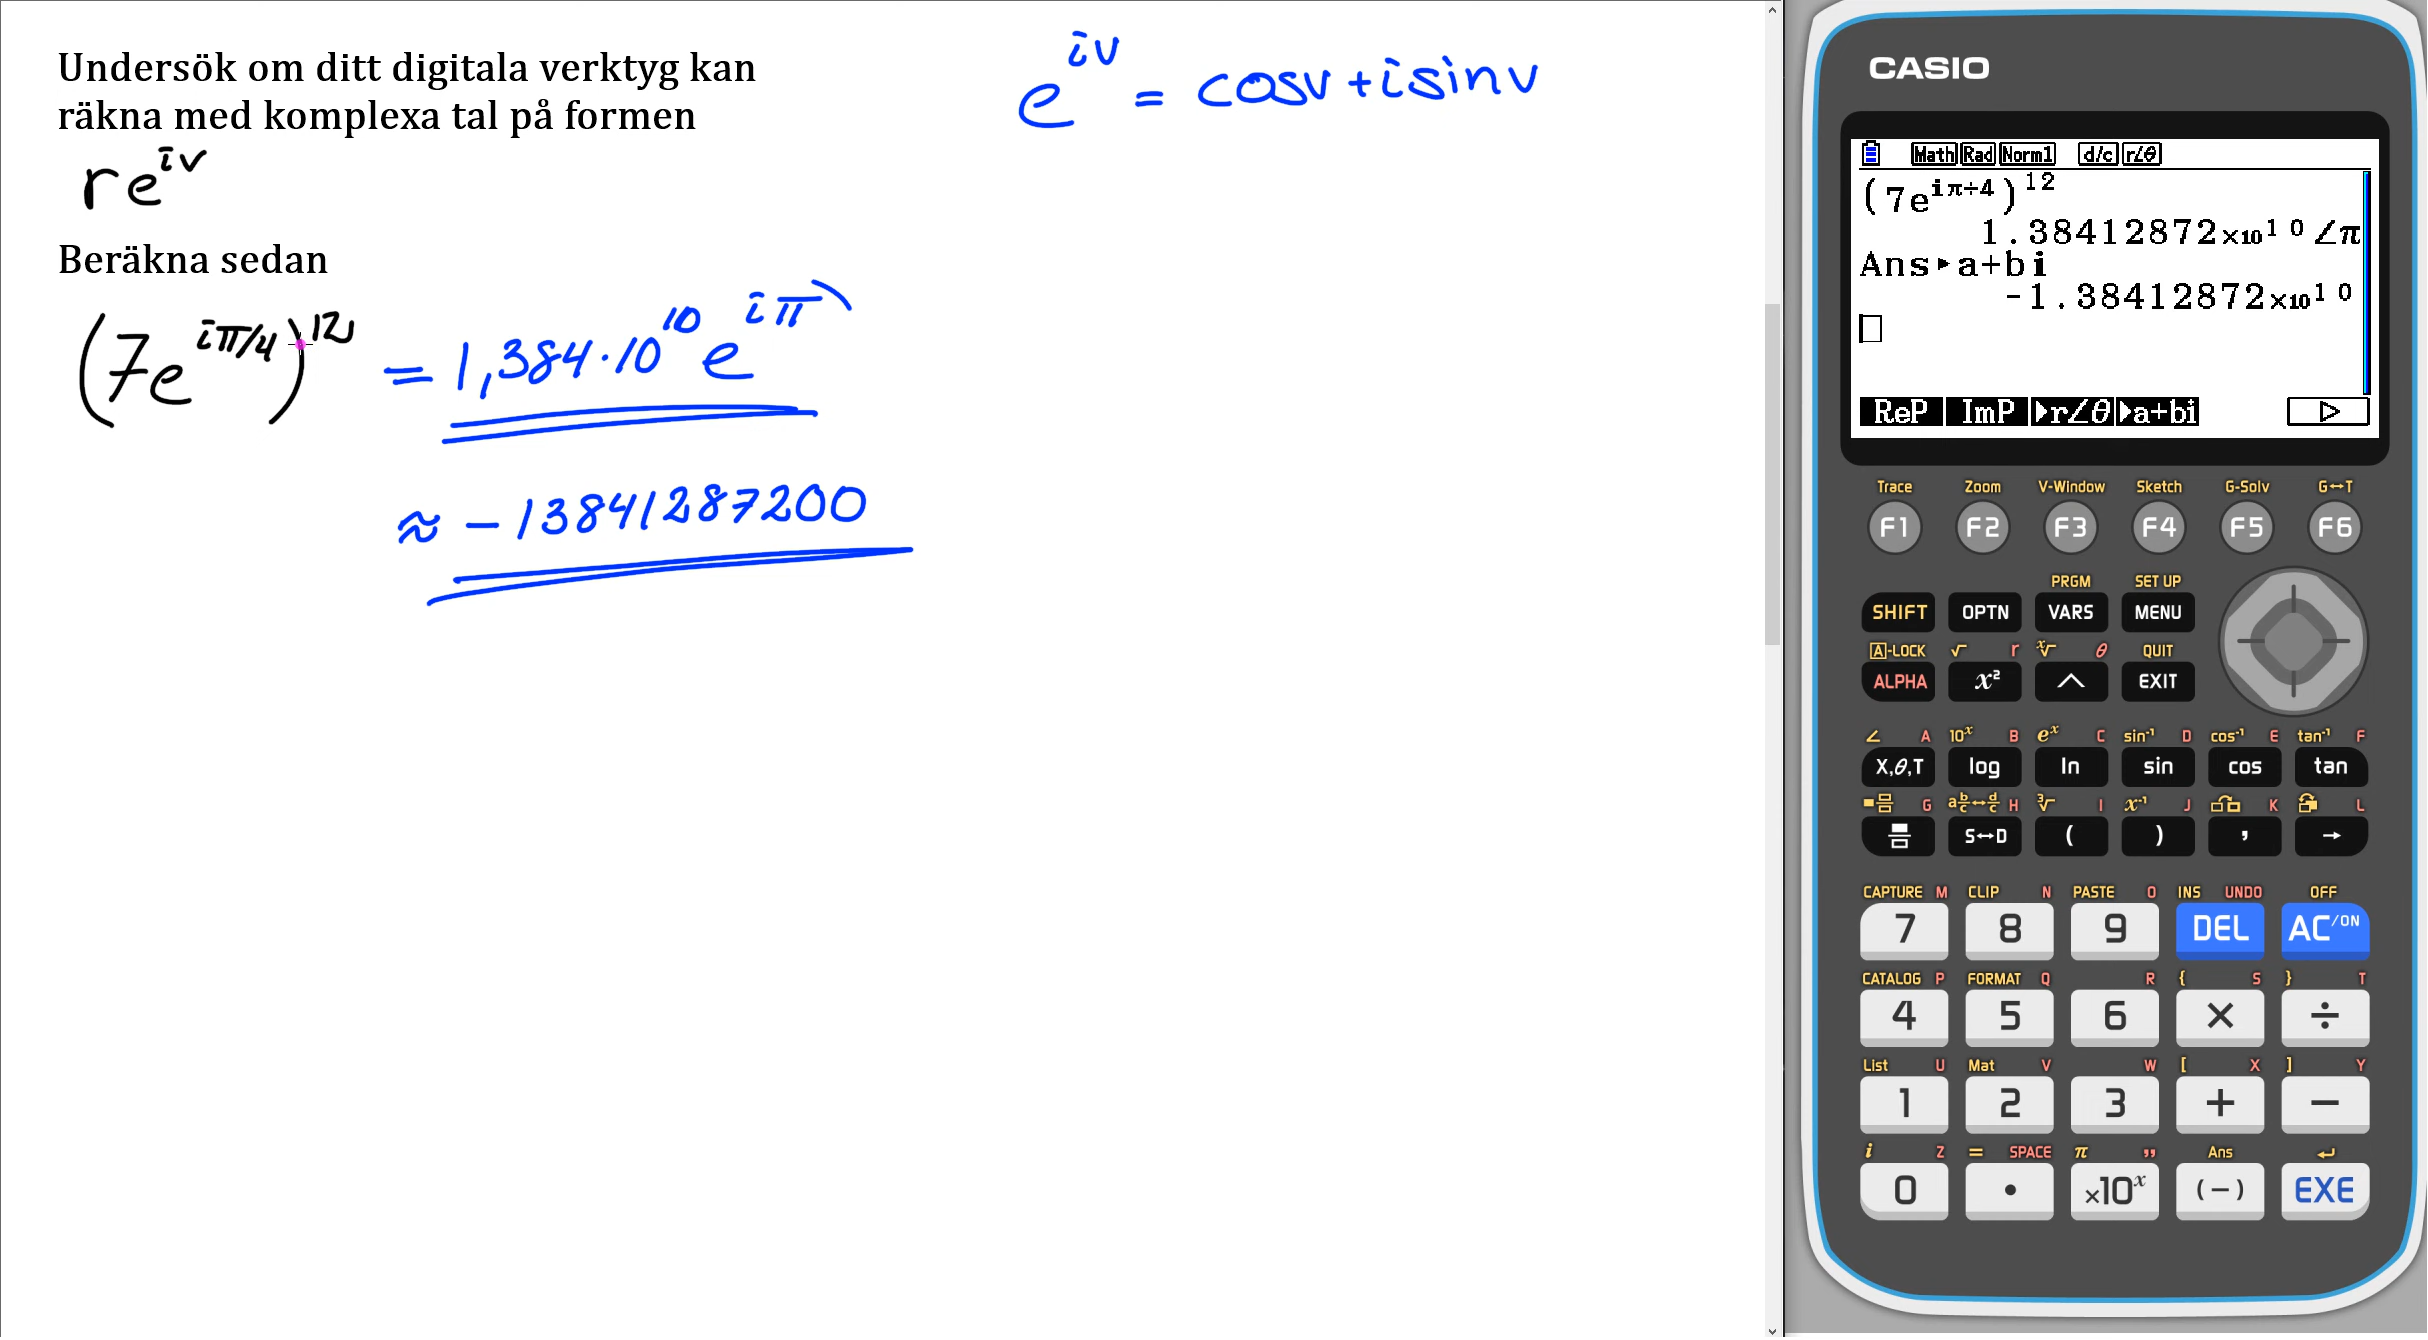 Undersök om ditt digitala verktyg kan
räkna med komplexa tal på formen
re^{iv}
e^{iv} = cosv + isinv
Beräkna sedan
(7e^{iπ/4})^{12} = 1,384·10^{10} e^{iπ}
≈ -13841287200
CASIO
Math Rad Norm1 d/c r∠θ
(7e^{iπ÷4})^{12}
1.38412872×10^{10}∠π
Ans▸a+bi
-1.38412872×10^{10}
ReP ImP ▸r∠θ ▸a+bi ▷
Trace Zoom V-Window Sketch G-Solv G↔T
F1 F2 F3 F4 F5 F6
PRGM SET UP
SHIFT OPTN VARS MENU
A-LOCK √ r ˣ√ θ QUIT
ALPHA x² ^ EXIT
∠ A 10ˣ B eˣ C sin⁻¹ D cos⁻¹ E tan⁻¹ F
X,θ,T log ln sin cos tan
G a b/c↔d/c H ³√ I x⁻¹ J K L
S↔D ( ) , →
CAPTURE M CLIP N PASTE O INS UNDO OFF
7 8 9 DEL AC/ON
CATALOG P FORMAT Q R { S } T
4 5 6 × ÷
List U Mat V W [ X ] Y
1 2 3 + −
i Z = SPACE π " Ans ↵
0 • ×10ˣ (−) EXE